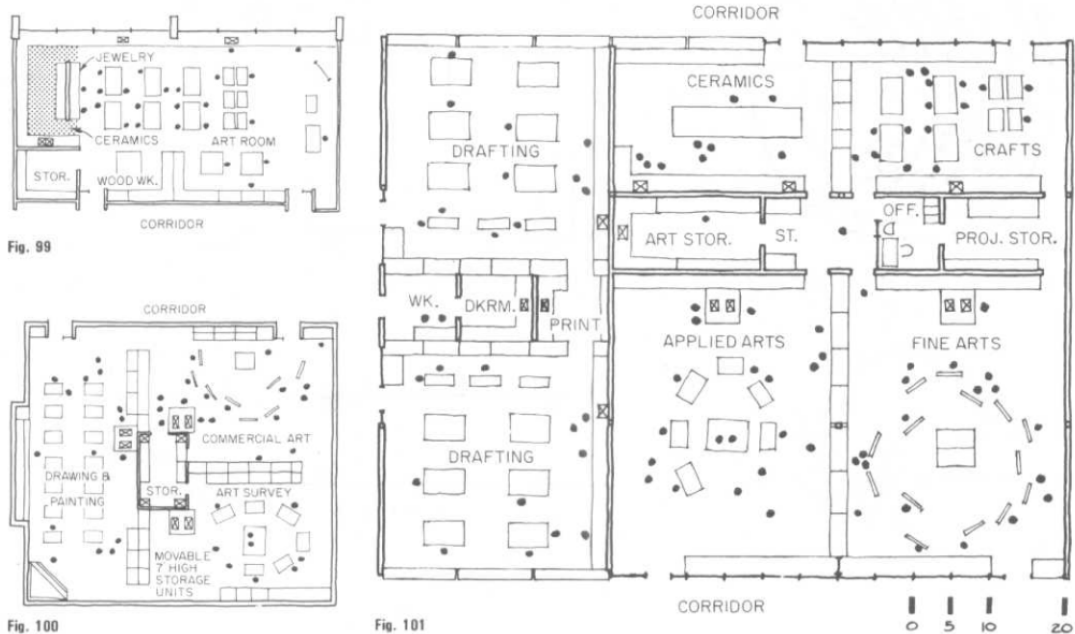 JEWELRY
CERAMICS
ART ROOM
STOR.
WOOD WK.
CORRIDOR
Fig. 99
CORRIDOR
COMMERCIAL ART
DRAWING &
PAINTING
STOR.
ART SURVEY
MOVABLE
7' HIGH
STORAGE
UNITS
Fig. 100
CORRIDOR
DRAFTING
CERAMICS
CRAFTS
ART STOR.
ST.
OFF.
PROJ. STOR.
WK.
DKRM.
PRINT
APPLIED ARTS
FINE ARTS
DRAFTING
CORRIDOR
Fig. 101
0 5 10 20